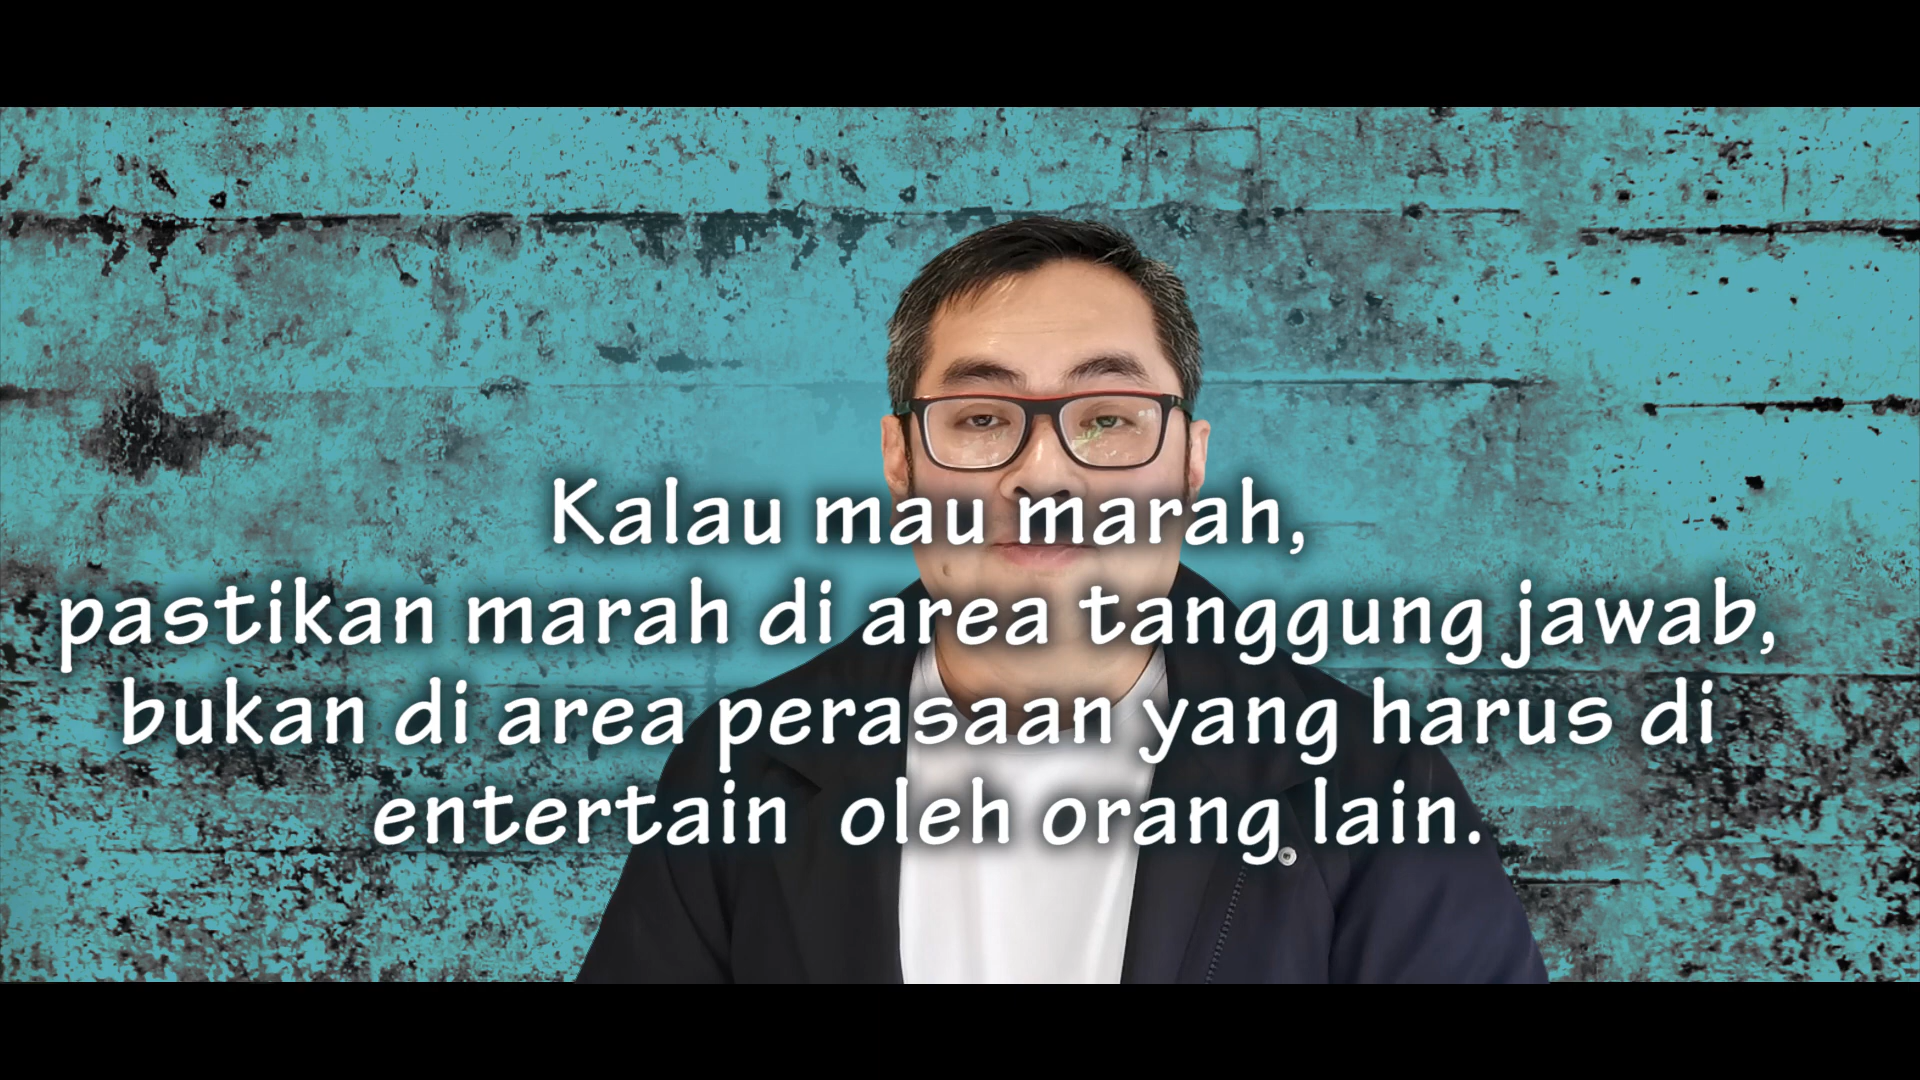 Kalau mau marah,
pastikan marah di area tanggung jawab,
bukan di area perasaan yang harus di
entertain oleh orang lain.